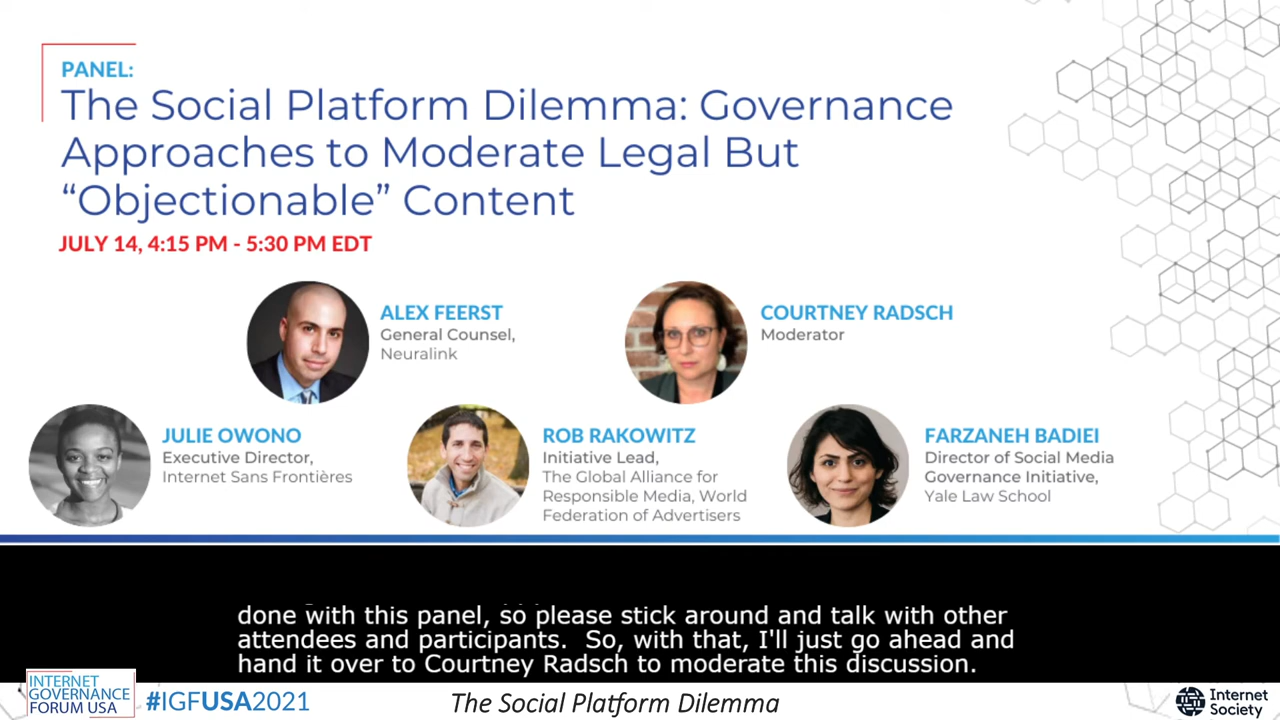 PANEL:
The Social Platform Dilemma: Governance
Approaches to Moderate Legal But
“Objectionable” Content
JULY 14, 4:15 PM - 5:30 PM EDT
ALEX FEERST
General Counsel,
Neuralink
COURTNEY RADSCH
Moderator
JULIE OWONO
Executive Director,
Internet Sans Frontières
ROB RAKOWITZ
Initiative Lead,
The Global Alliance for
Responsible Media, World
Federation of Advertisers
FARZANEH BADIEI
Director of Social Media
Governance Initiative,
Yale Law School
done with this panel, so please stick around and talk with other
attendees and participants. So, with that, I'll just go ahead and
hand it over to Courtney Radsch to moderate this discussion.
INTERNET
GOVERNANCE
FORUM USA
#IGFUSA2021
The Social Platform Dilemma
Internet
Society